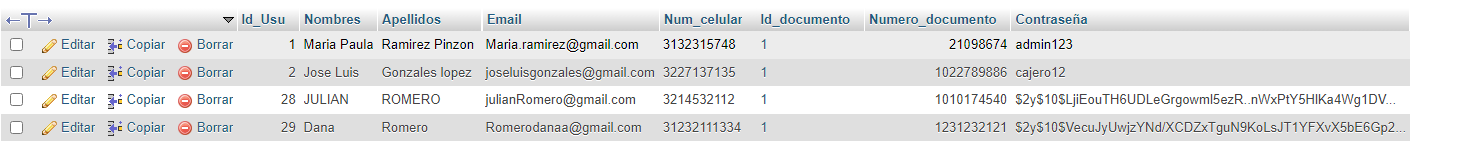 Id_Usu Nombres Apellidos Email Num_celular Id_documento Numero_documento Contraseña
Editar Copiar Borrar 1 Maria Paula Ramirez Pinzon Maria.ramirez@gmail.com 3132315748 1 21098674 admin123
Editar Copiar Borrar 2 Jose Luis Gonzales lopez joseluisgonzales@gmail.com 3227137135 1 1022789886 cajero12
Editar Copiar Borrar 28 JULIAN ROMERO julianRomero@gmail.com 3214532112 1 1010174540 $2y$10$LjiEouTH6UDLeGrgowml5ezR..nWxPtY5HlKa4Wg1DV...
Editar Copiar Borrar 29 Dana Romero Romerodanaa@gmail.com 31232111334 1 1231232121 $2y$10$VecuJyUwjzYNd/XCDZxTguN9KoLsJT1YFXvX5bE6Gp2...